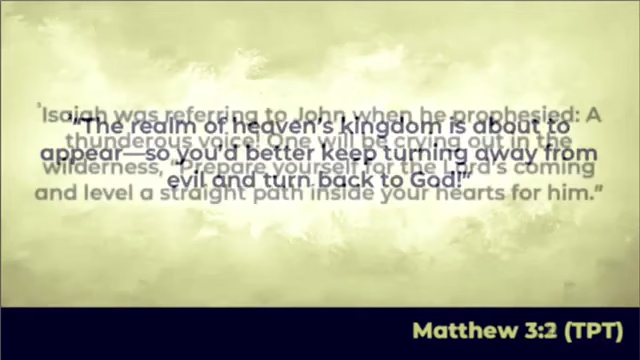 'Isaiah was referring to John when he prophesied: A
thunderous voice! One will be crying out in the
wilderness, "Prepare yourself for the Lord's coming
and level a straight path inside your hearts for him."
"The realm of heaven's kingdom is about to
appear—so you'd better keep turning away from
evil and turn back to God!"
Matthew 3:2 (TPT)